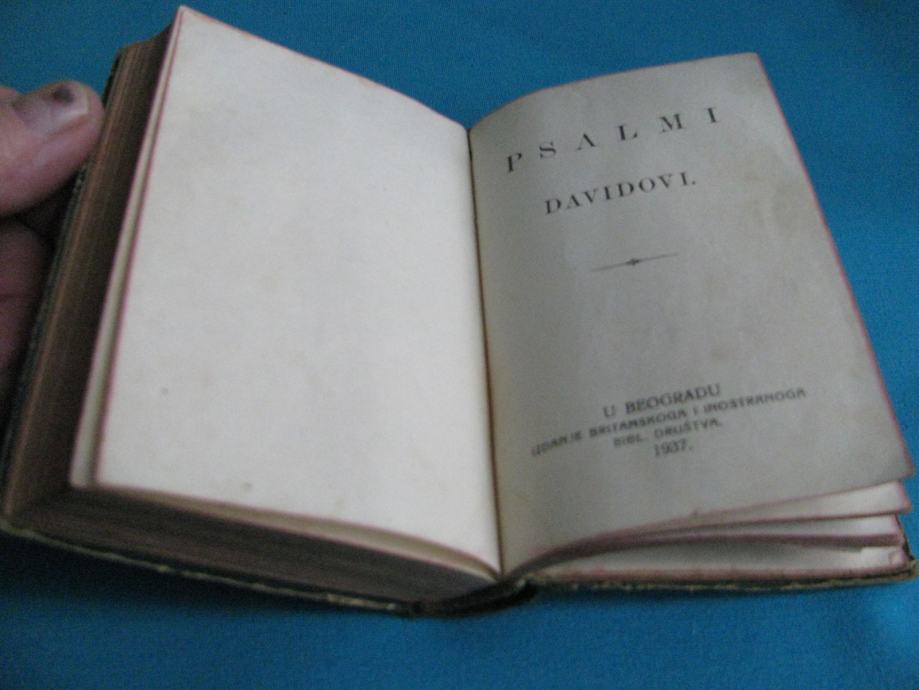 PSALMI
DAVIDOVI.
U BEOGRADU
IZDANJE BRITANSKOGA I INOSTRANOGA
BIBL. DRUŠTVA.
1937.